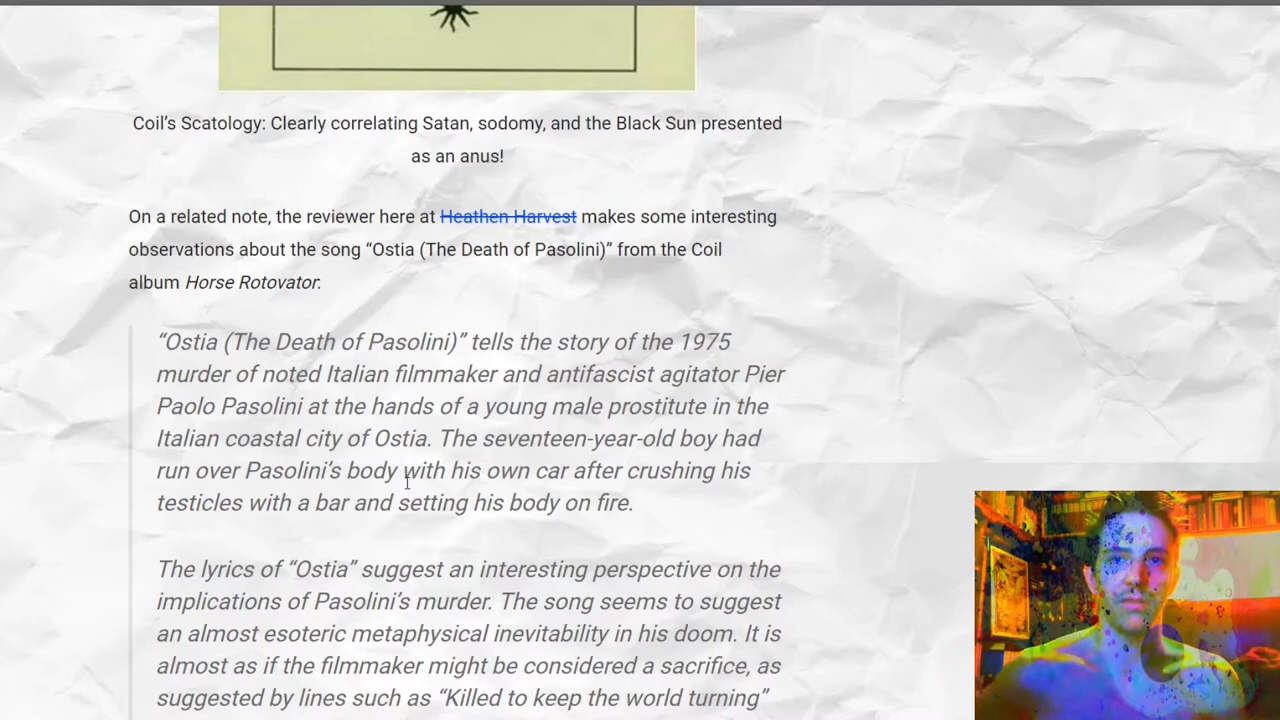 Coil’s Scatology: Clearly correlating Satan, sodomy, and the Black Sun presented
as an anus!
On a related note, the reviewer here at Heathen Harvest makes some interesting
observations about the song “Ostia (The Death of Pasolini)” from the Coil
album Horse Rotovator.
“Ostia (The Death of Pasolini)” tells the story of the 1975
murder of noted Italian filmmaker and antifascist agitator Pier
Paolo Pasolini at the hands of a young male prostitute in the
Italian coastal city of Ostia. The seventeen-year-old boy had
run over Pasolini’s body with his own car after crushing his
testicles with a bar and setting his body on fire.
The lyrics of “Ostia” suggest an interesting perspective on the
implications of Pasolini’s murder. The song seems to suggest
an almost esoteric metaphysical inevitability in his doom. It is
almost as if the filmmaker might be considered a sacrifice, as
suggested by lines such as “Killed to keep the world turning”